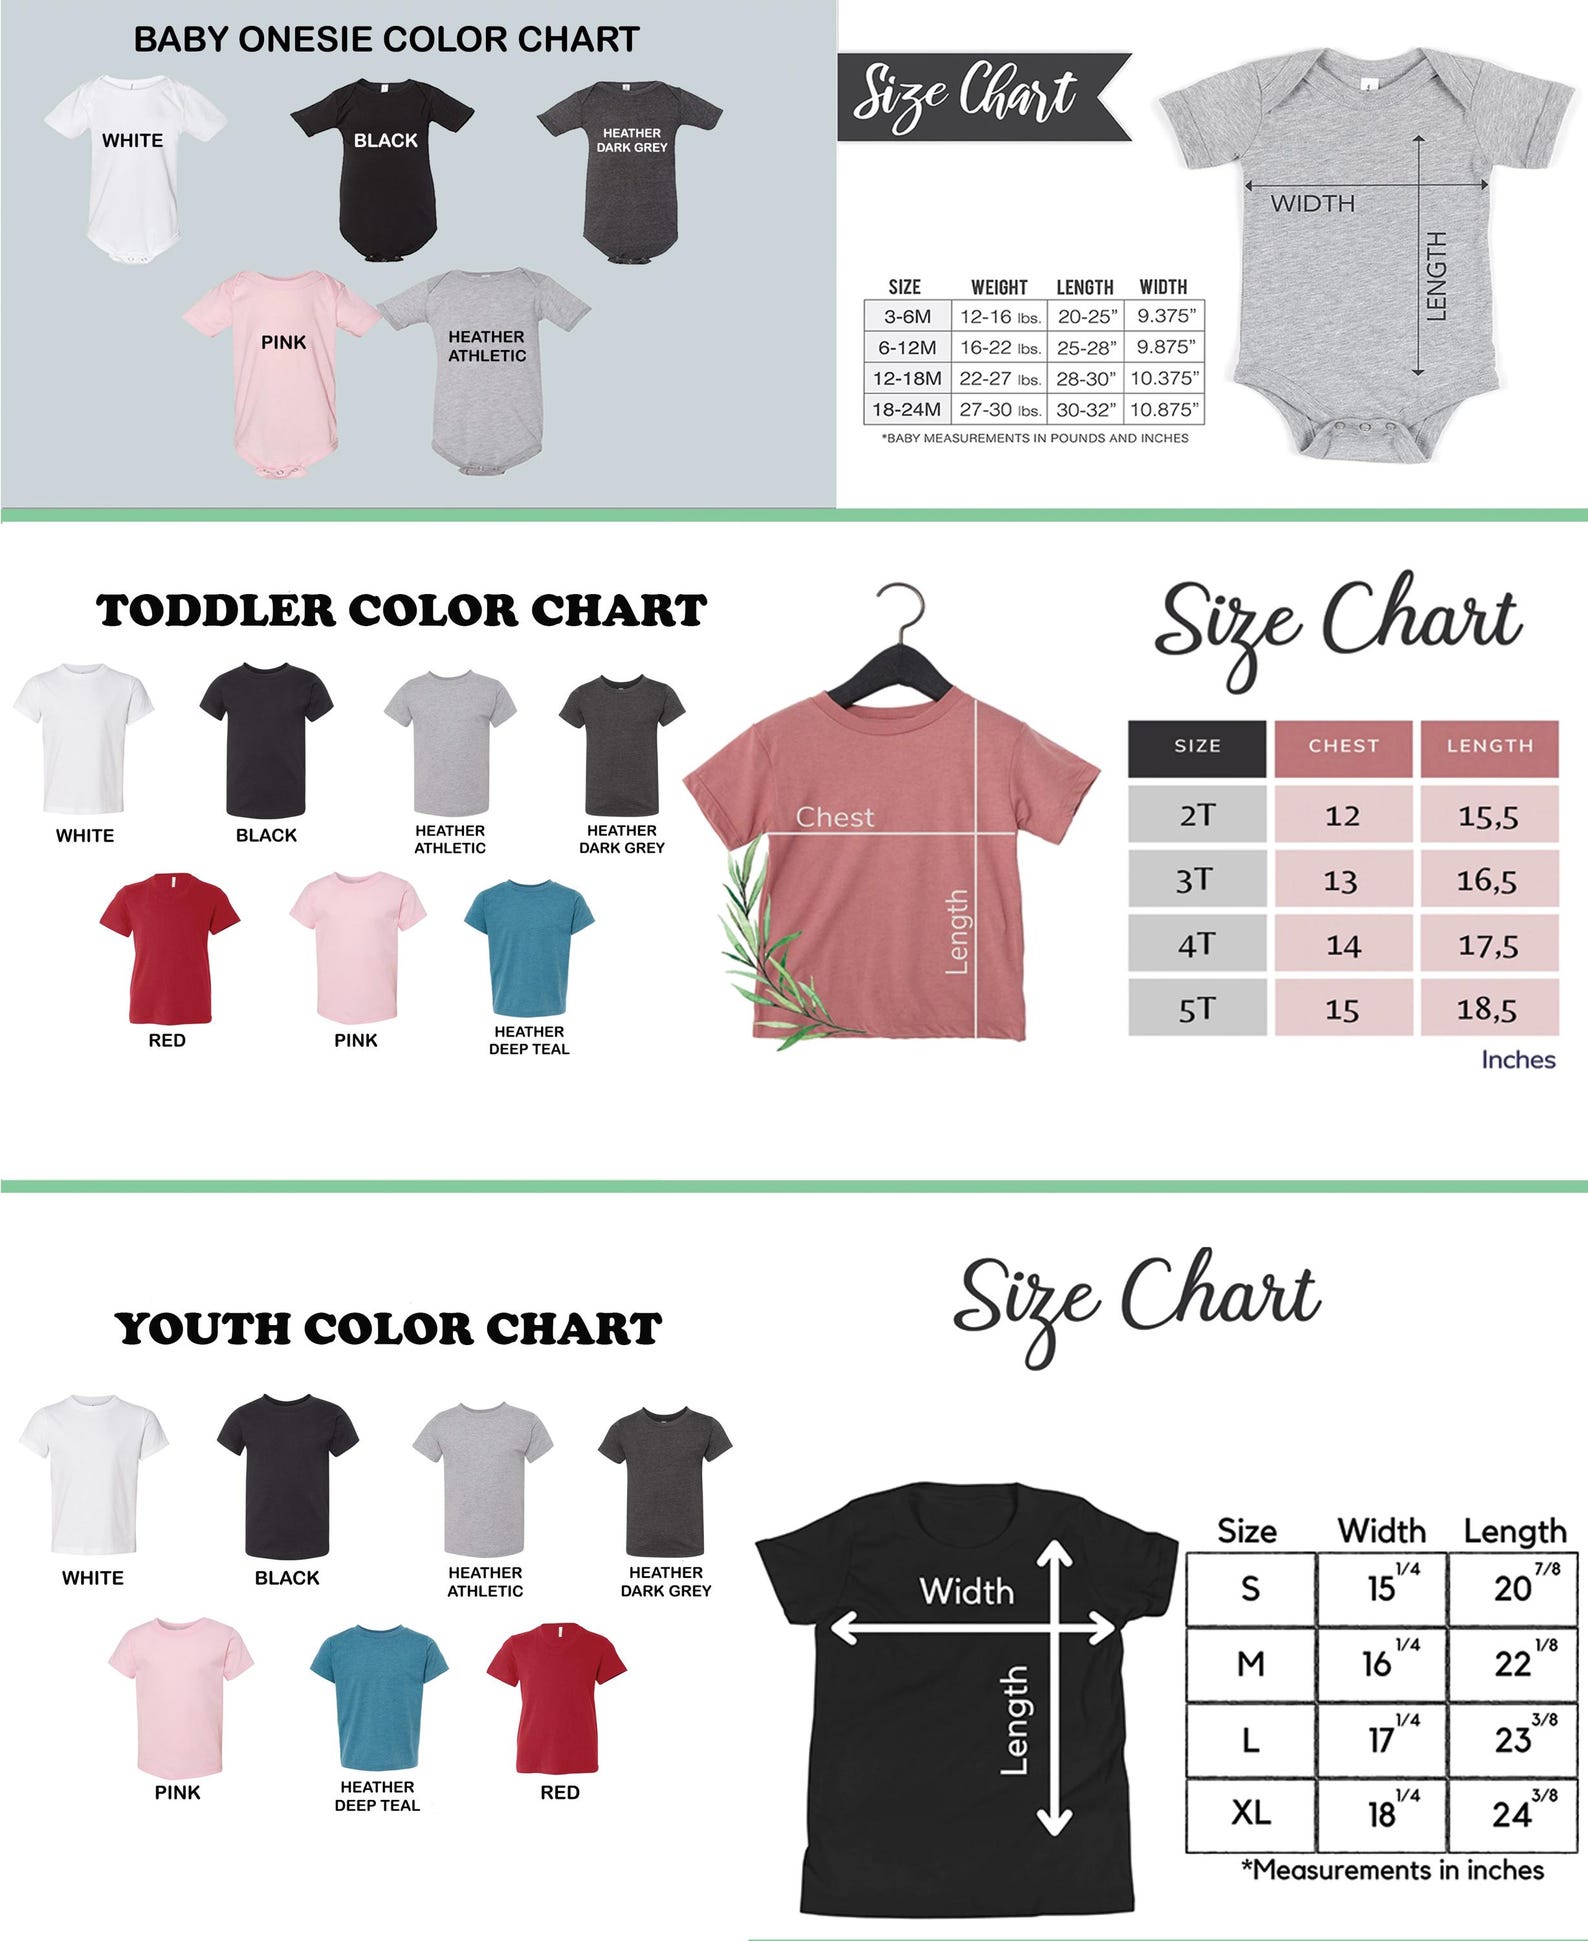 BABY ONESIE COLOR CHART
WHITE
BLACK
HEATHER
DARK GREY
PINK
HEATHER
ATHLETIC
Size Chart
WIDTH
LENGTH
SIZE WEIGHT LENGTH WIDTH
3-6M 12-16 lbs. 20-25” 9.375”
6-12M 16-22 lbs. 25-28” 9.875”
12-18M 22-27 lbs. 28-30” 10.375”
18-24M 27-30 lbs. 30-32” 10.875”
*BABY MEASUREMENTS IN POUNDS AND INCHES
TODDLER COLOR CHART
WHITE
BLACK
HEATHER
ATHLETIC
HEATHER
DARK GREY
RED
PINK
HEATHER
DEEP TEAL
Chest
Length
Size Chart
SIZE CHEST LENGTH
2T 12 15,5
3T 13 16,5
4T 14 17,5
5T 15 18,5
Inches
YOUTH COLOR CHART
WHITE
BLACK
HEATHER
ATHLETIC
HEATHER
DARK GREY
PINK
HEATHER
DEEP TEAL
RED
Size Chart
Width
Length
Size Width Length
S 15 1/4 20 7/8
M 16 1/4 22 1/8
L 17 1/4 23 3/8
XL 18 1/4 24 3/8
*Measurements in inches